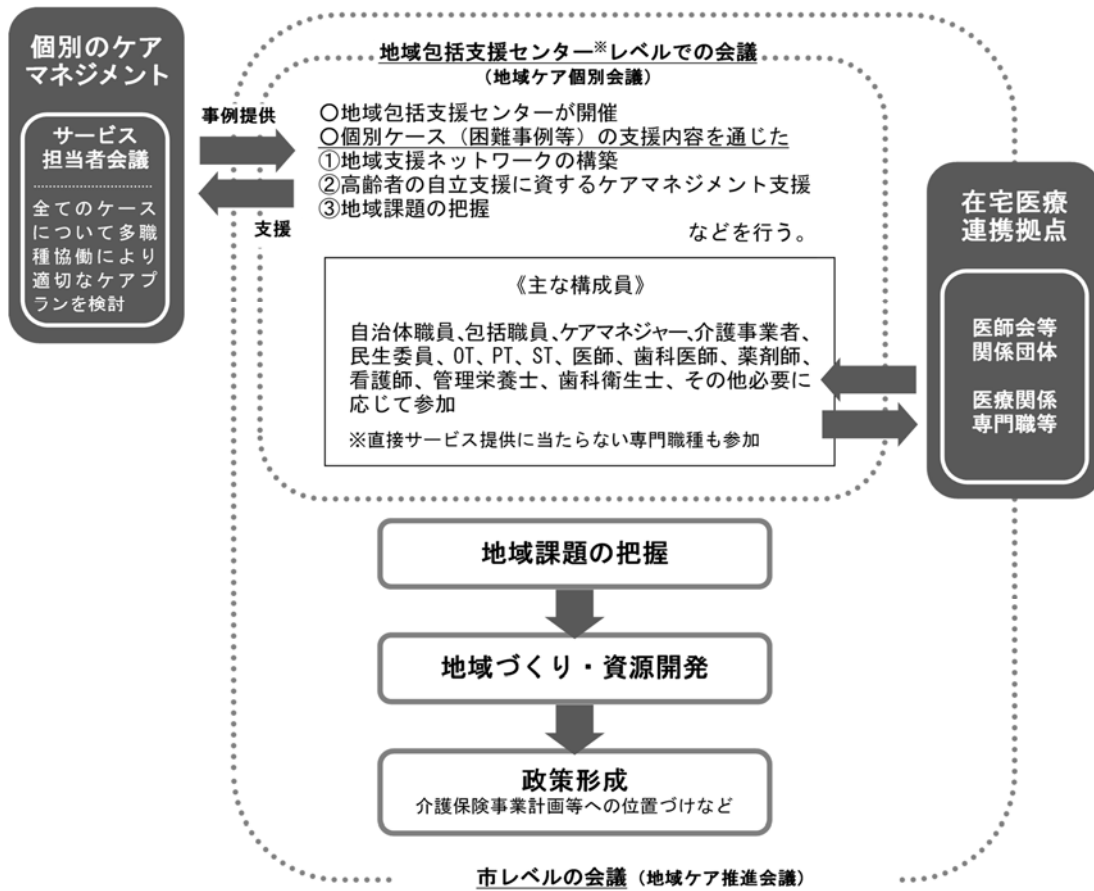 個別のケア
マネジメント
サービス
担当者会議
全てのケース
について多職
種協働により
適切なケアプ
ランを検討
事例提供
支援
地域包括支援センター※レベルでの会議
（地域ケア個別会議）
〇地域包括支援センターが開催
〇個別ケース（困難事例等）の支援内容を通じた
①地域支援ネットワークの構築
②高齢者の自立支援に資するケアマネジメント支援
③地域課題の把握
などを行う。
《主な構成員》
自治体職員、包括職員、ケアマネジャー、介護事業者、
民生委員、OT、PT、ST、医師、歯科医師、薬剤師、
看護師、管理栄養士、歯科衛生士、その他必要に
応じて参加
※直接サービス提供に当たらない専門職種も参加
在宅医療
連携拠点
医師会等
関係団体
医療関係
専門職等
地域課題の把握
地域づくり・資源開発
政策形成
介護保険事業計画等への位置づけなど
市レベルの会議（地域ケア推進会議）